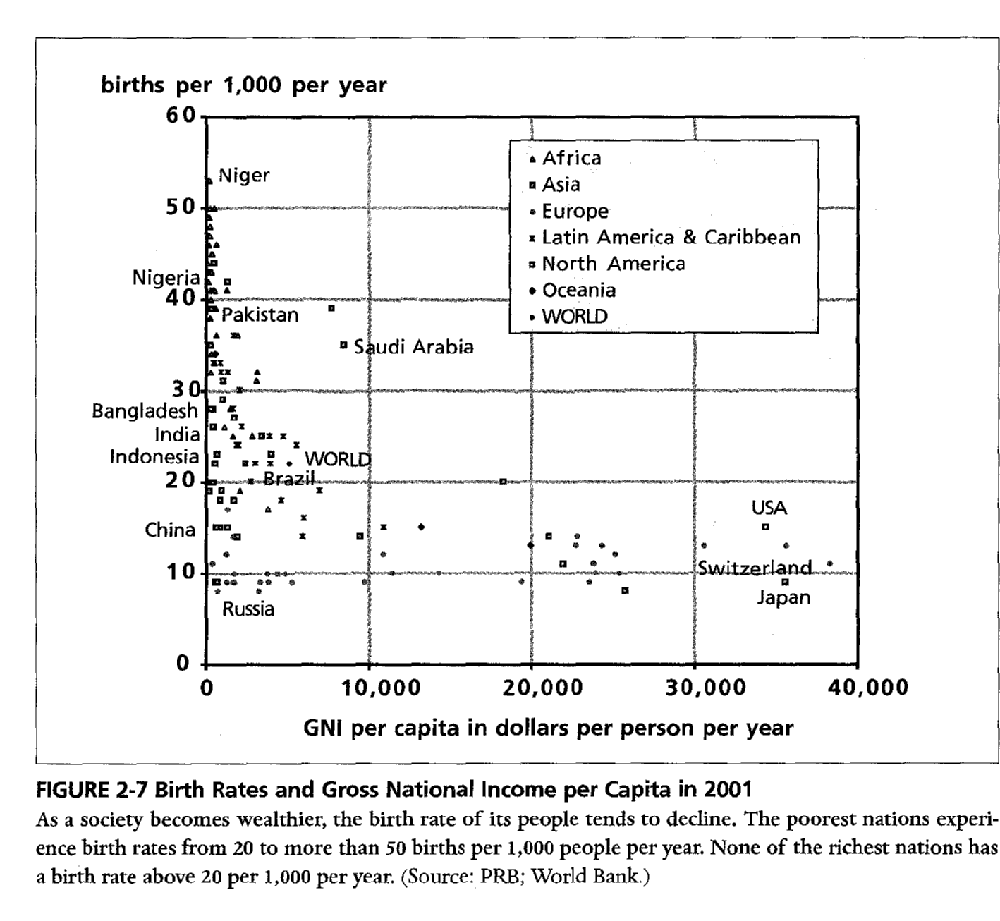 births per 1,000 per year
60
50
40
30
20
10
0
Niger
Nigeria
Pakistan
Saudi Arabia
Bangladesh
India
Indonesia
WORLD
Brazil
China
USA
Switzerland
Japan
Russia
Africa
Asia
Europe
Latin America & Caribbean
North America
Oceania
WORLD
0 10,000 20,000 30,000 40,000
GNI per capita in dollars per person per year
FIGURE 2-7 Birth Rates and Gross National Income per Capita in 2001
As a society becomes wealthier, the birth rate of its people tends to decline. The poorest nations experi-
ence birth rates from 20 to more than 50 births per 1,000 people per year. None of the richest nations has
a birth rate above 20 per 1,000 per year. (Source: PRB; World Bank.)